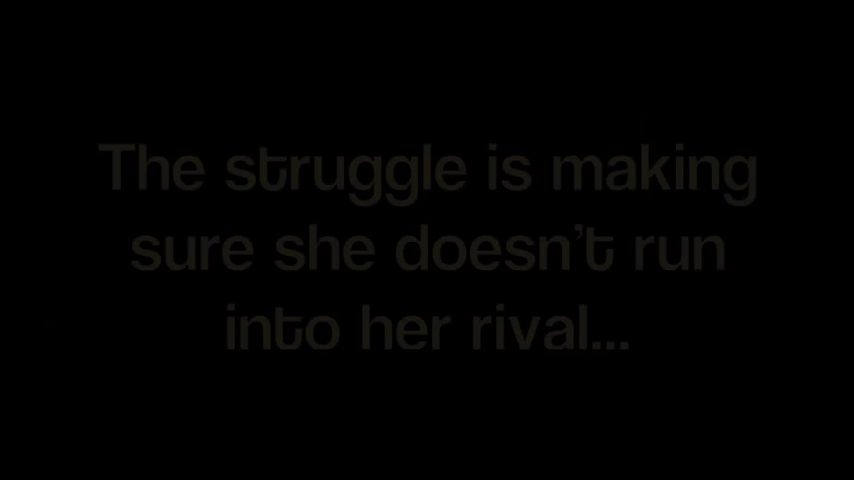 The struggle is making
sure she doesn't run
into her rival...